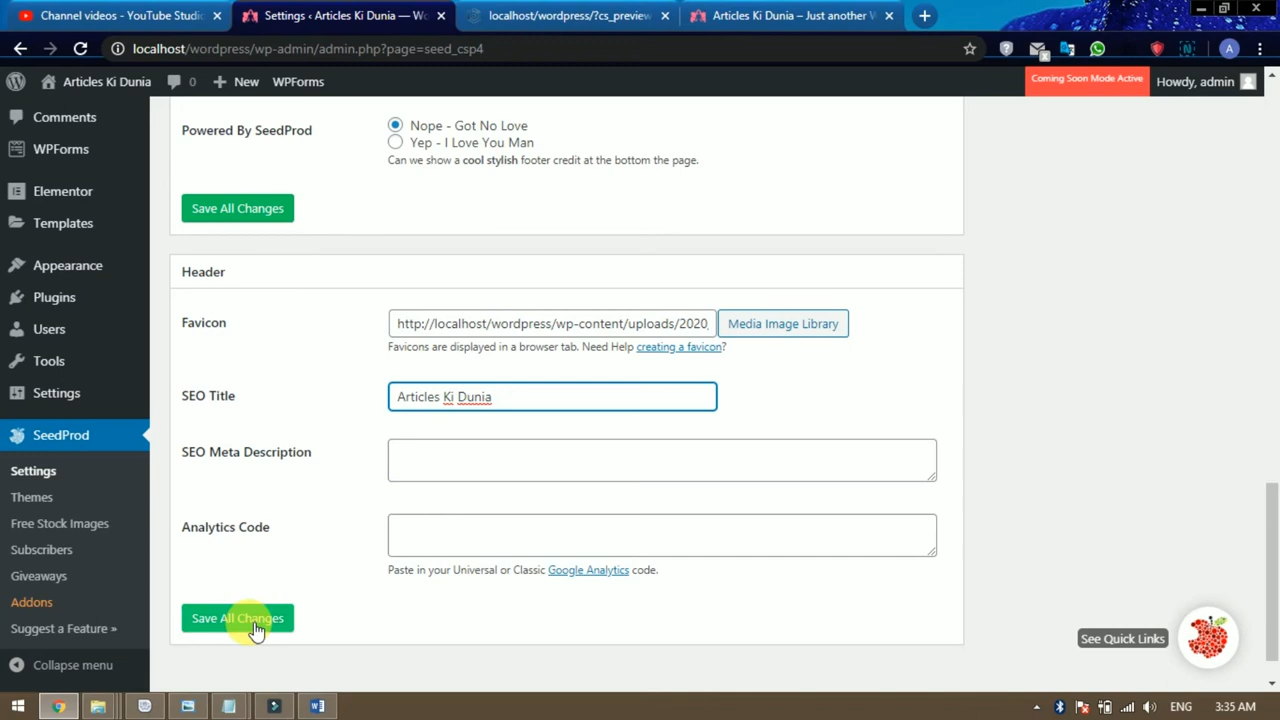 Channel videos - YouTube Studio
Settings ‹ Articles Ki Dunia — Wo
localhost/wordpress/?cs_preview
Articles Ki Dunia – Just another W
localhost/wordpress/wp-admin/admin.php?page=seed_csp4
A
Articles Ki Dunia
0
New
WPForms
Coming Soon Mode Active
Howdy, admin
Comments
WPForms
Elementor
Templates
Appearance
Plugins
Users
Tools
Settings
SeedProd
Settings
Themes
Free Stock Images
Subscribers
Giveaways
Addons
Suggest a Feature »
Collapse menu
Powered By SeedProd
Nope - Got No Love
Yep - I Love You Man
Can we show a cool stylish footer credit at the bottom the page.
Save All Changes
Header
Favicon
http://localhost/wordpress/wp-content/uploads/2020,
Media Image Library
Favicons are displayed in a browser tab. Need Help creating a favicon?
SEO Title
Articles Ki Dunia
SEO Meta Description
Analytics Code
Paste in your Universal or Classic Google Analytics code.
Save All Changes
See Quick Links
ENG
3:35 AM